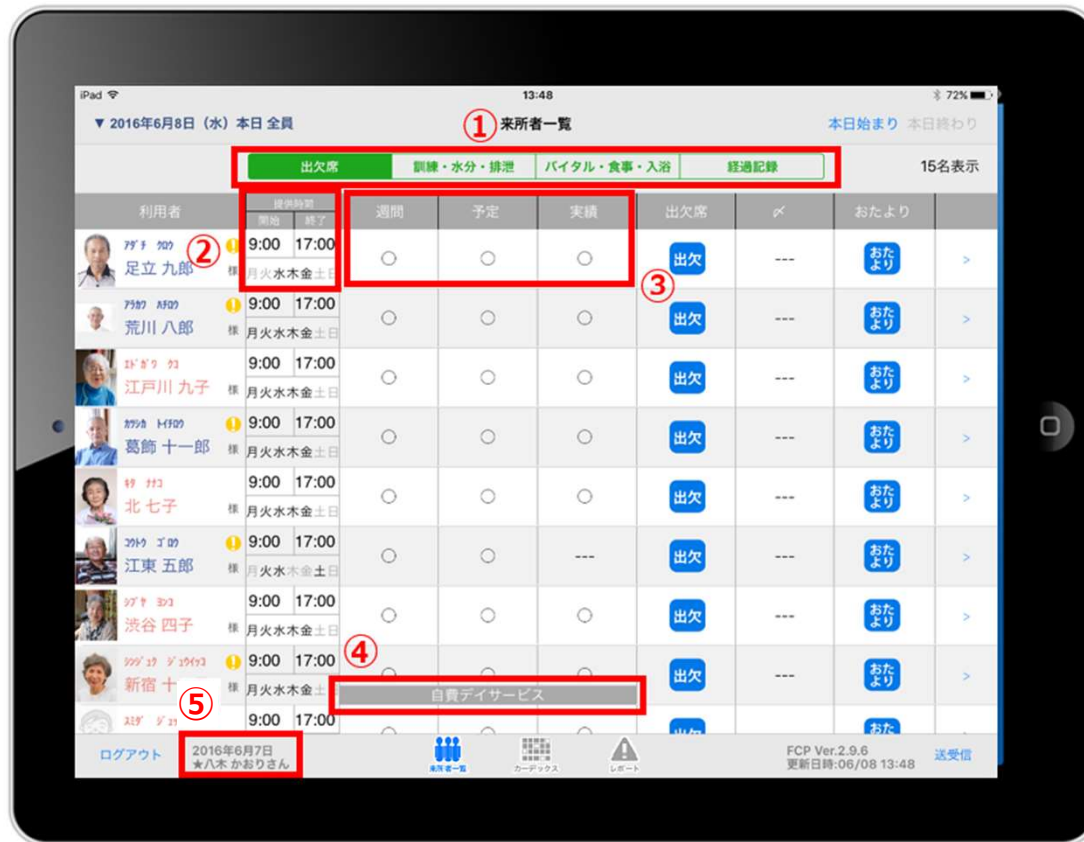 iPad 13:48 72%
▼ 2016年6月8日（水）本日 全員 ① 来所者一覧 本日始まり 本日終わり
出欠席 訓練・水分・排泄 バイタル・食事・入浴 経過記録 15名表示
利用者 提供時間 週間 予定 実績 出欠席 〆 おたより
開始 終了
アダチ クロウ ② 9:00 17:00
足立 九郎 様 月火水木金土日 ○ ○ ○ 出欠 --- おたより >
③
アラカワ ハチロウ 9:00 17:00
荒川 八郎 様 月火水木金土日 ○ ○ ○ 出欠 --- おたより >
エドガワ クコ 9:00 17:00
江戸川 九子 様 月火水木金土日 ○ ○ ○ 出欠 --- おたより >
カツシカ トイチロウ 9:00 17:00
葛飾 十一郎 様 月火水木金土日 ○ ○ ○ 出欠 --- おたより >
キタ ナナコ 9:00 17:00
北 七子 様 月火水木金土日 ○ ○ ○ 出欠 --- おたより >
コウトウ ゴロウ 9:00 17:00
江東 五郎 様 月火水木金土日 ○ ○ --- 出欠 --- おたより >
シブヤ ヨンコ 9:00 17:00
渋谷 四子 様 月火水木金土日 ○ ○ ○ 出欠 --- おたより >
シンジュク ジュウイッコ 9:00 17:00 ④
新宿 十 様 月火水木金土日 ○ ○ ○ 出欠 --- おたより >
自費デイサービス
⑤
スミダ 9:00 17:00 おた
ログアウト 2016年6月7日 来所者一覧 カーデックス レポート FCP Ver.2.9.6 送受信
★八木 かおりさん 更新日時:06/08 13:48